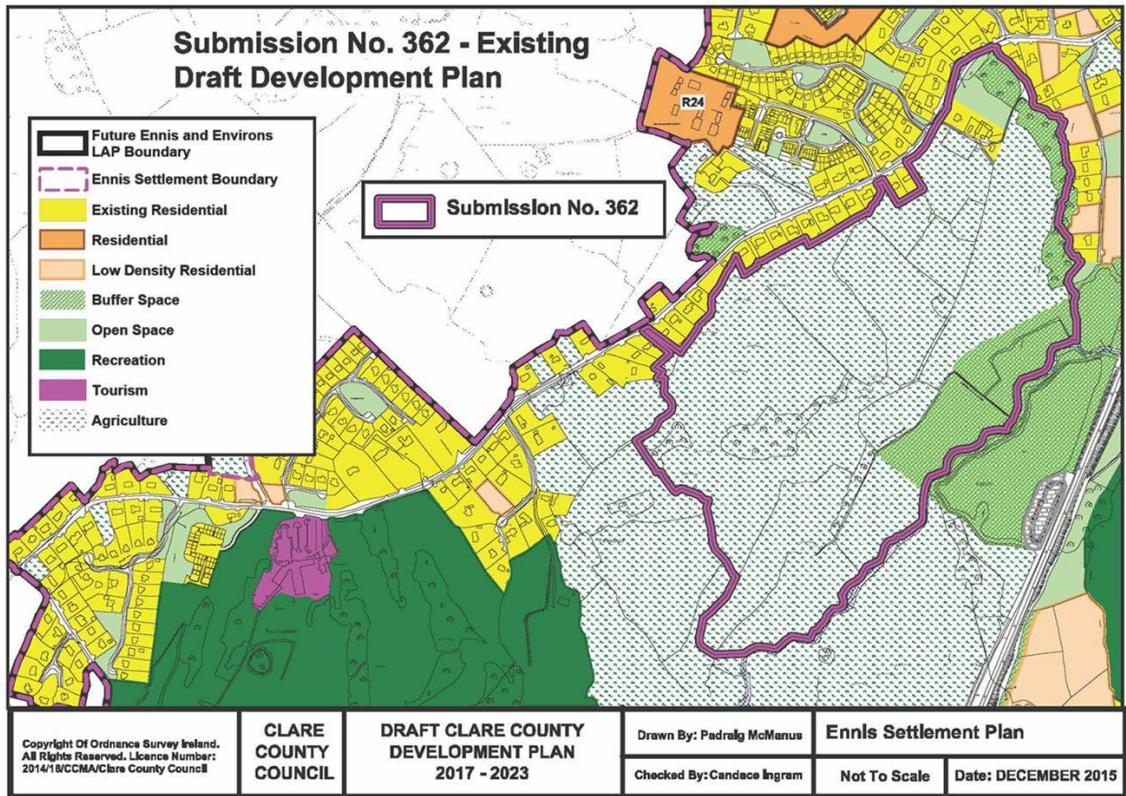 Submission No. 362 - Existing
Draft Development Plan
R24
Future Ennis and Environs
LAP Boundary
Ennis Settlement Boundary
Existing Residential
Residential
Low Density Residential
Buffer Space
Open Space
Recreation
Tourism
Agriculture
Submission No. 362
Copyright Of Ordnance Survey Ireland.
All Rights Reserved. Licence Number:
2014/18/CCMA/Clare County Council
CLARE
COUNTY
COUNCIL
DRAFT CLARE COUNTY
DEVELOPMENT PLAN
2017 - 2023
Drawn By: Padraig McManus
Checked By: Candace Ingram
Ennis Settlement Plan
Not To Scale
Date: DECEMBER 2015